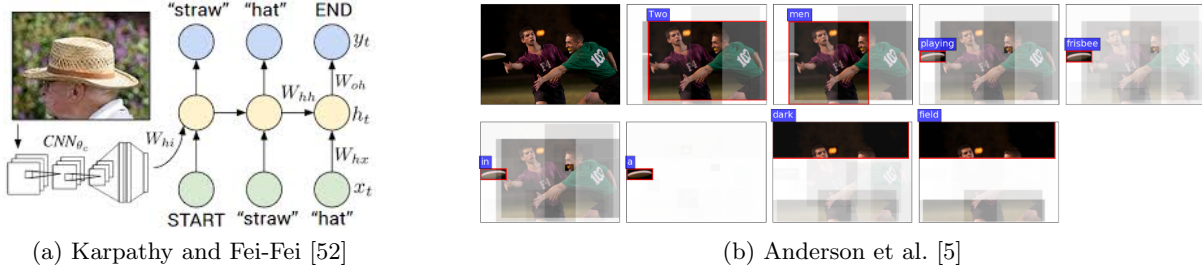 “straw” “hat” END
y_t
W_hh
W_oh
h_t
CNN_θc
W_hi
W_hx
x_t
START “straw” “hat”
(a) Karpathy and Fei-Fei [52]
Two
men
playing
frisbee
in
a
dark
field
(b) Anderson et al. [5]